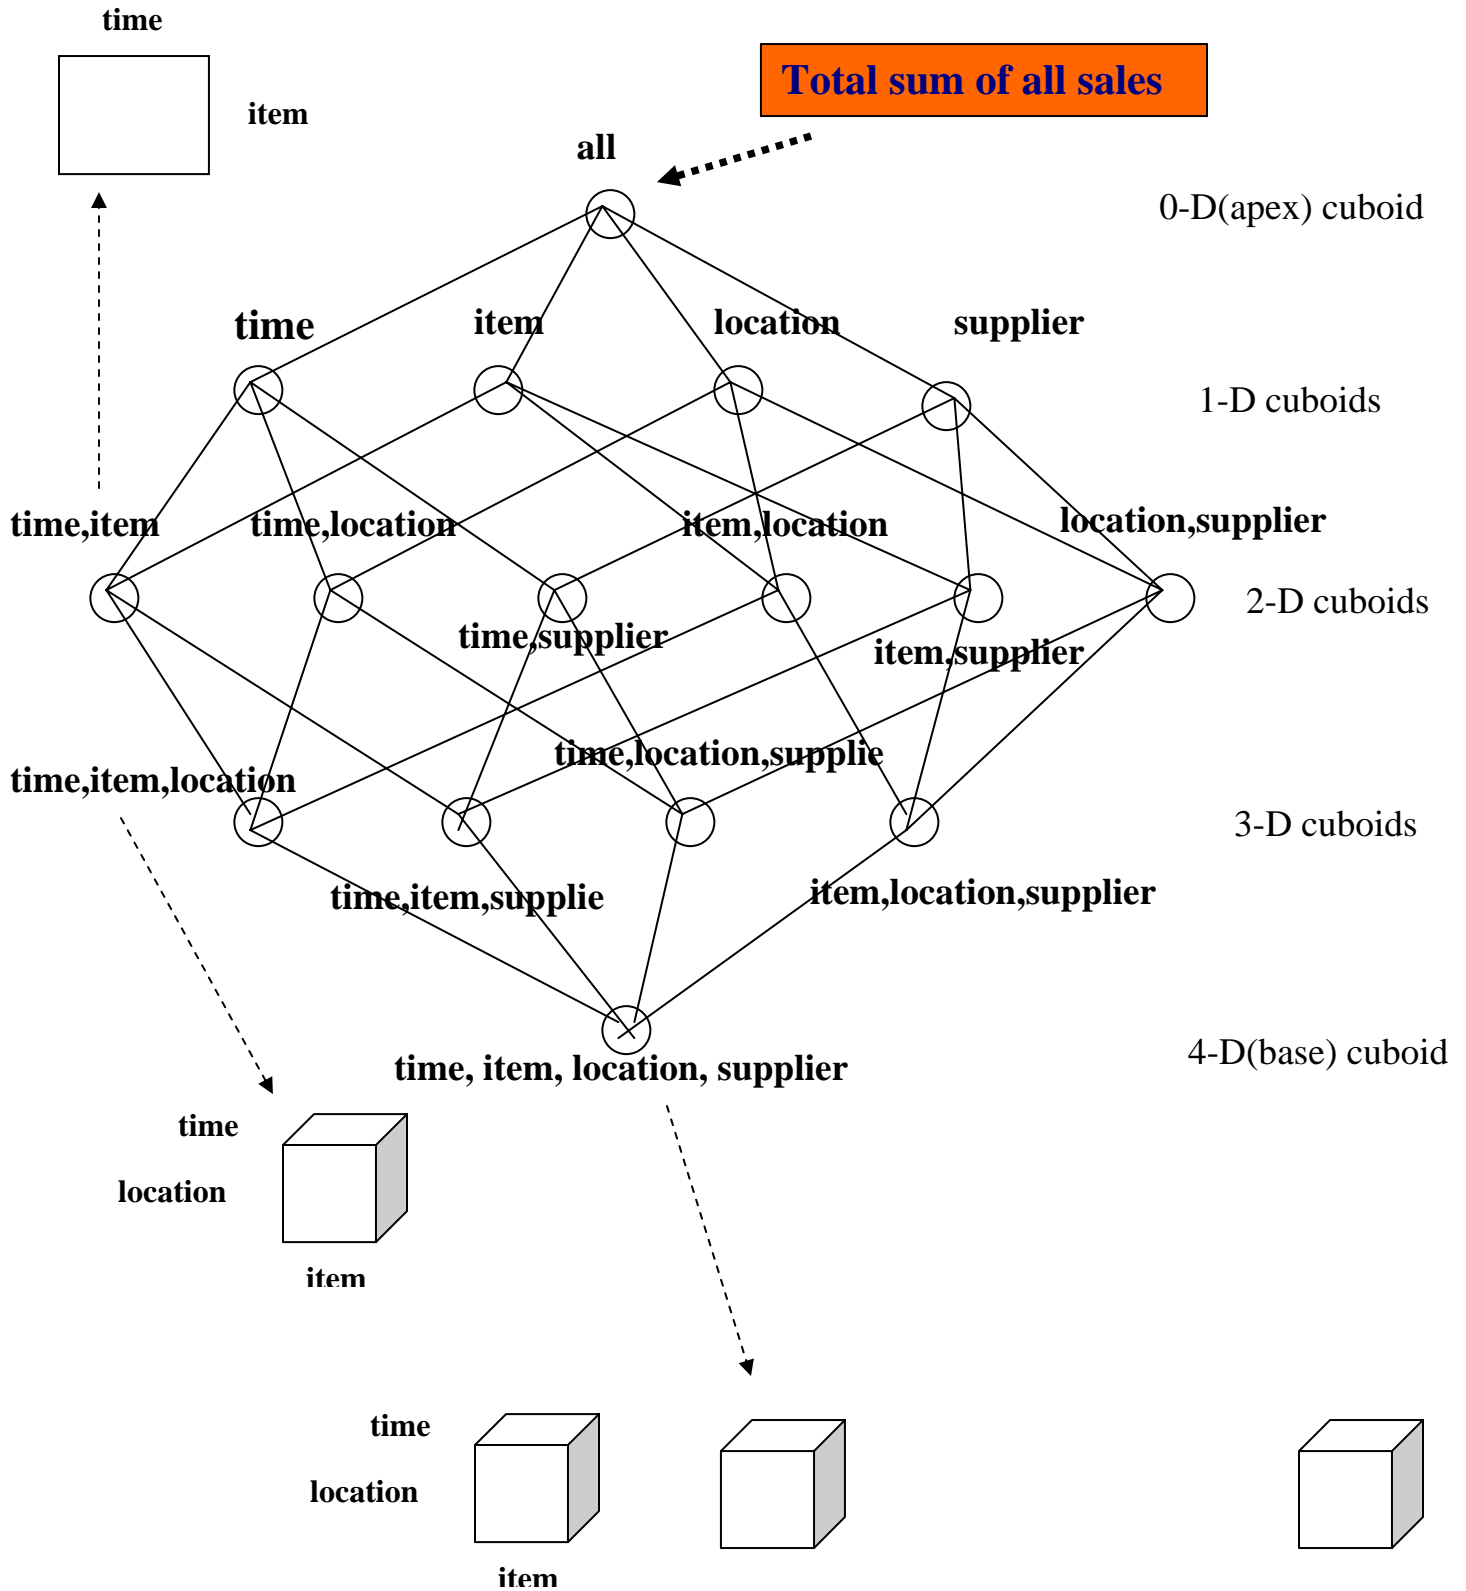 time
Total sum of all sales
item
all
0-D(apex) cuboid
time
item
location
supplier
1-D cuboids
time,item
time,location
item,location
location,supplier
2-D cuboids
time,supplier
item,supplier
time,location,supplie
time,item,location
3-D cuboids
time,item,supplie
item,location,supplier
4-D(base) cuboid
time, item, location, supplier
time
location
item
time
location
item